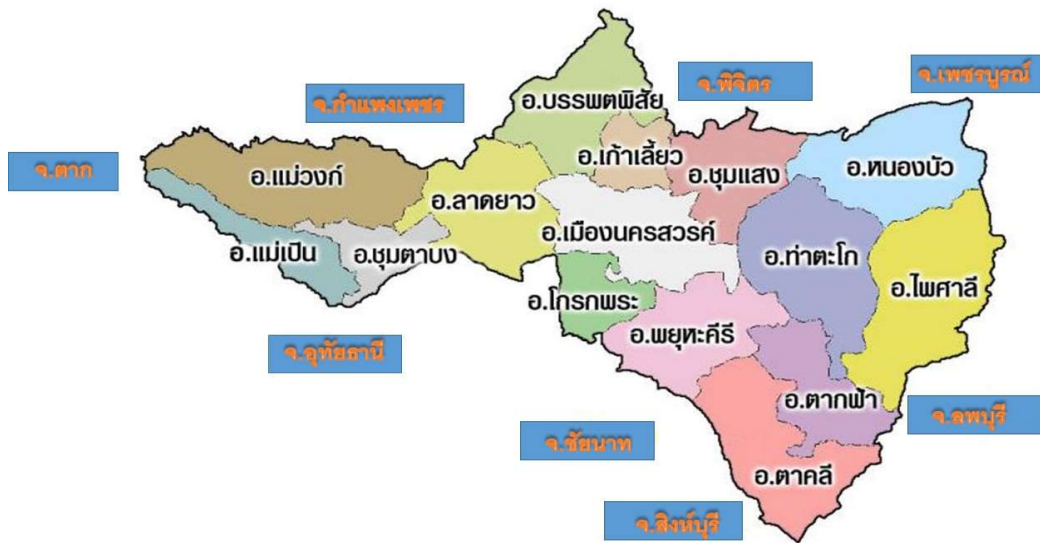 จ.เพชรบูรณ์
จ.พิจิตร
อ.บรรพตพิสัย
จ.กำแพงเพชร
อ.เก้าเลี้ยว
จ.ตาก
อ.แม่วงก์
อ.ชุมแสง
อ.หนองบัว
อ.ลาดยาว
อ.เมืองนครสวรค์
อ.แม่เปิน
อ.ชุมตาบง
อ.ท่าตะโก
อ.ไพศาลี
อ.โกรกพระ
อ.พยุหะคีรี
จ.อุทัยธานี
อ.ตากฟ้า
จ.ลพบุรี
จ.ชัยนาท
อ.ตาคลี
จ.สิงห์บุรี